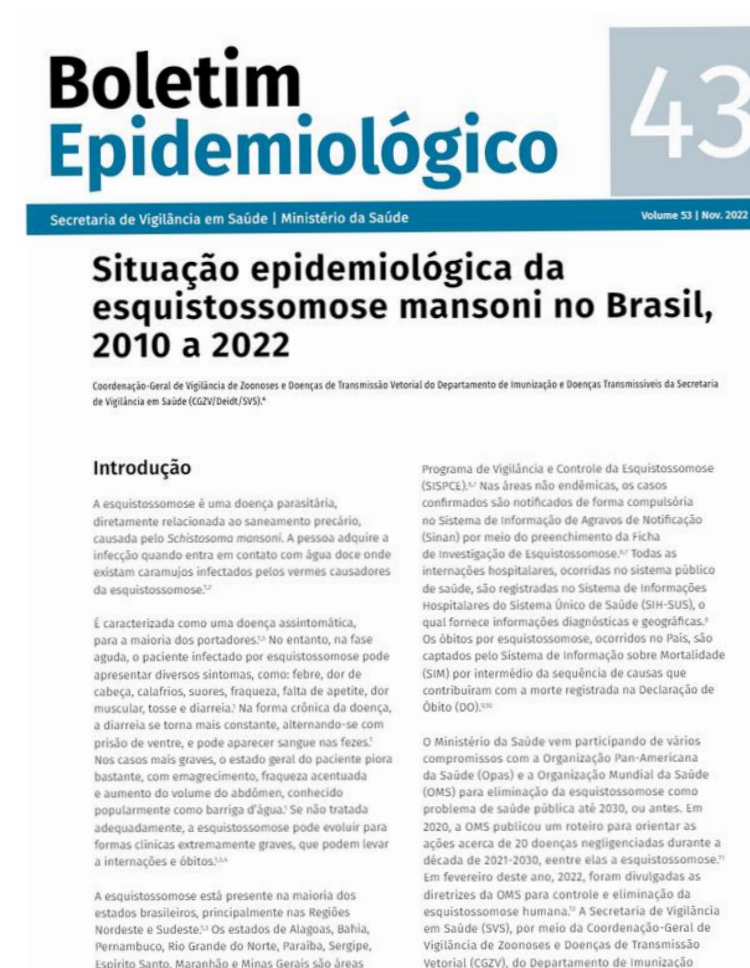 Boletim
Epidemiológico
43
Secretaria de Vigilância em Saúde | Ministério da Saúde
Volume 53 | Nov. 2022
Situação epidemiológica da
esquistossomose mansoni no Brasil,
2010 a 2022
Coordenação-Geral de Vigilância de Zoonoses e Doenças de Transmissão Vetorial do Departamento de Imunização e Doenças Transmissíveis da Secretaria
de Vigilância em Saúde (CGZV/Deidt/SVS).*
Introdução
A esquistossomose é uma doença parasitária,
diretamente relacionada ao saneamento precário,
causada pelo Schistosoma mansoni. A pessoa adquire a
infecção quando entra em contato com água doce onde
existam caramujos infectados pelos vermes causadores
da esquistossomose.1,2
É caracterizada como uma doença assintomática,
para a maioria dos portadores.1,3 No entanto, na fase
aguda, o paciente infectado por esquistossomose pode
apresentar diversos sintomas, como: febre, dor de
cabeça, calafrios, suores, fraqueza, falta de apetite, dor
muscular, tosse e diarreia.1 Na forma crônica da doença,
a diarreia se torna mais constante, alternando-se com
prisão de ventre, e pode aparecer sangue nas fezes.1
Nos casos mais graves, o estado geral do paciente piora
bastante, com emagrecimento, fraqueza acentuada
e aumento do volume do abdômen, conhecido
popularmente como barriga d'água.1 Se não tratada
adequadamente, a esquistossomose pode evoluir para
formas clínicas extremamente graves, que podem levar
a internações e óbitos.1,3,4
A esquistossomose está presente na maioria dos
estados brasileiros, principalmente nas Regiões
Nordeste e Sudeste. Os estados de Alagoas, Bahia,
Pernambuco, Rio Grande do Norte, Paraíba, Sergipe,
Espírito Santo, Maranhão e Minas Gerais são áreas
Programa de Vigilância e Controle da Esquistossomose
(SISPCE).6,7 Nas áreas não endêmicas, os casos
confirmados são notificados de forma compulsória
no Sistema de Informação de Agravos de Notificação
(Sinan) por meio do preenchimento da Ficha
de Investigação de Esquistossomose.6,7 Todas as
internações hospitalares, ocorridas no sistema público
de saúde, são registradas no Sistema de Informações
Hospitalares do Sistema Único de Saúde (SIH-SUS), o
qual fornece informações diagnósticas e geográficas.8
Os óbitos por esquistossomose, ocorridos no País, são
captados pelo Sistema de Informação sobre Mortalidade
(SIM) por intermédio da sequência de causas que
contribuíram com a morte registrada na Declaração de
Óbito (DO).9,10
O Ministério da Saúde vem participando de vários
compromissos com a Organização Pan-Americana
da Saúde (Opas) e a Organização Mundial da Saúde
(OMS) para eliminação da esquistossomose como
problema de saúde pública até 2030, ou antes. Em
2020, a OMS publicou um roteiro para orientar as
ações acerca de 20 doenças negligenciadas durante a
década de 2021-2030, eentre elas a esquistossomose.11
Em fevereiro deste ano, 2022, foram divulgadas as
diretrizes da OMS para controle e eliminação da
esquistossomose humana.12 A Secretaria de Vigilância
em Saúde (SVS), por meio da Coordenação-Geral de
Vigilância de Zoonoses e Doenças de Transmissão
Vetorial (CGZV), do Departamento de Imunização